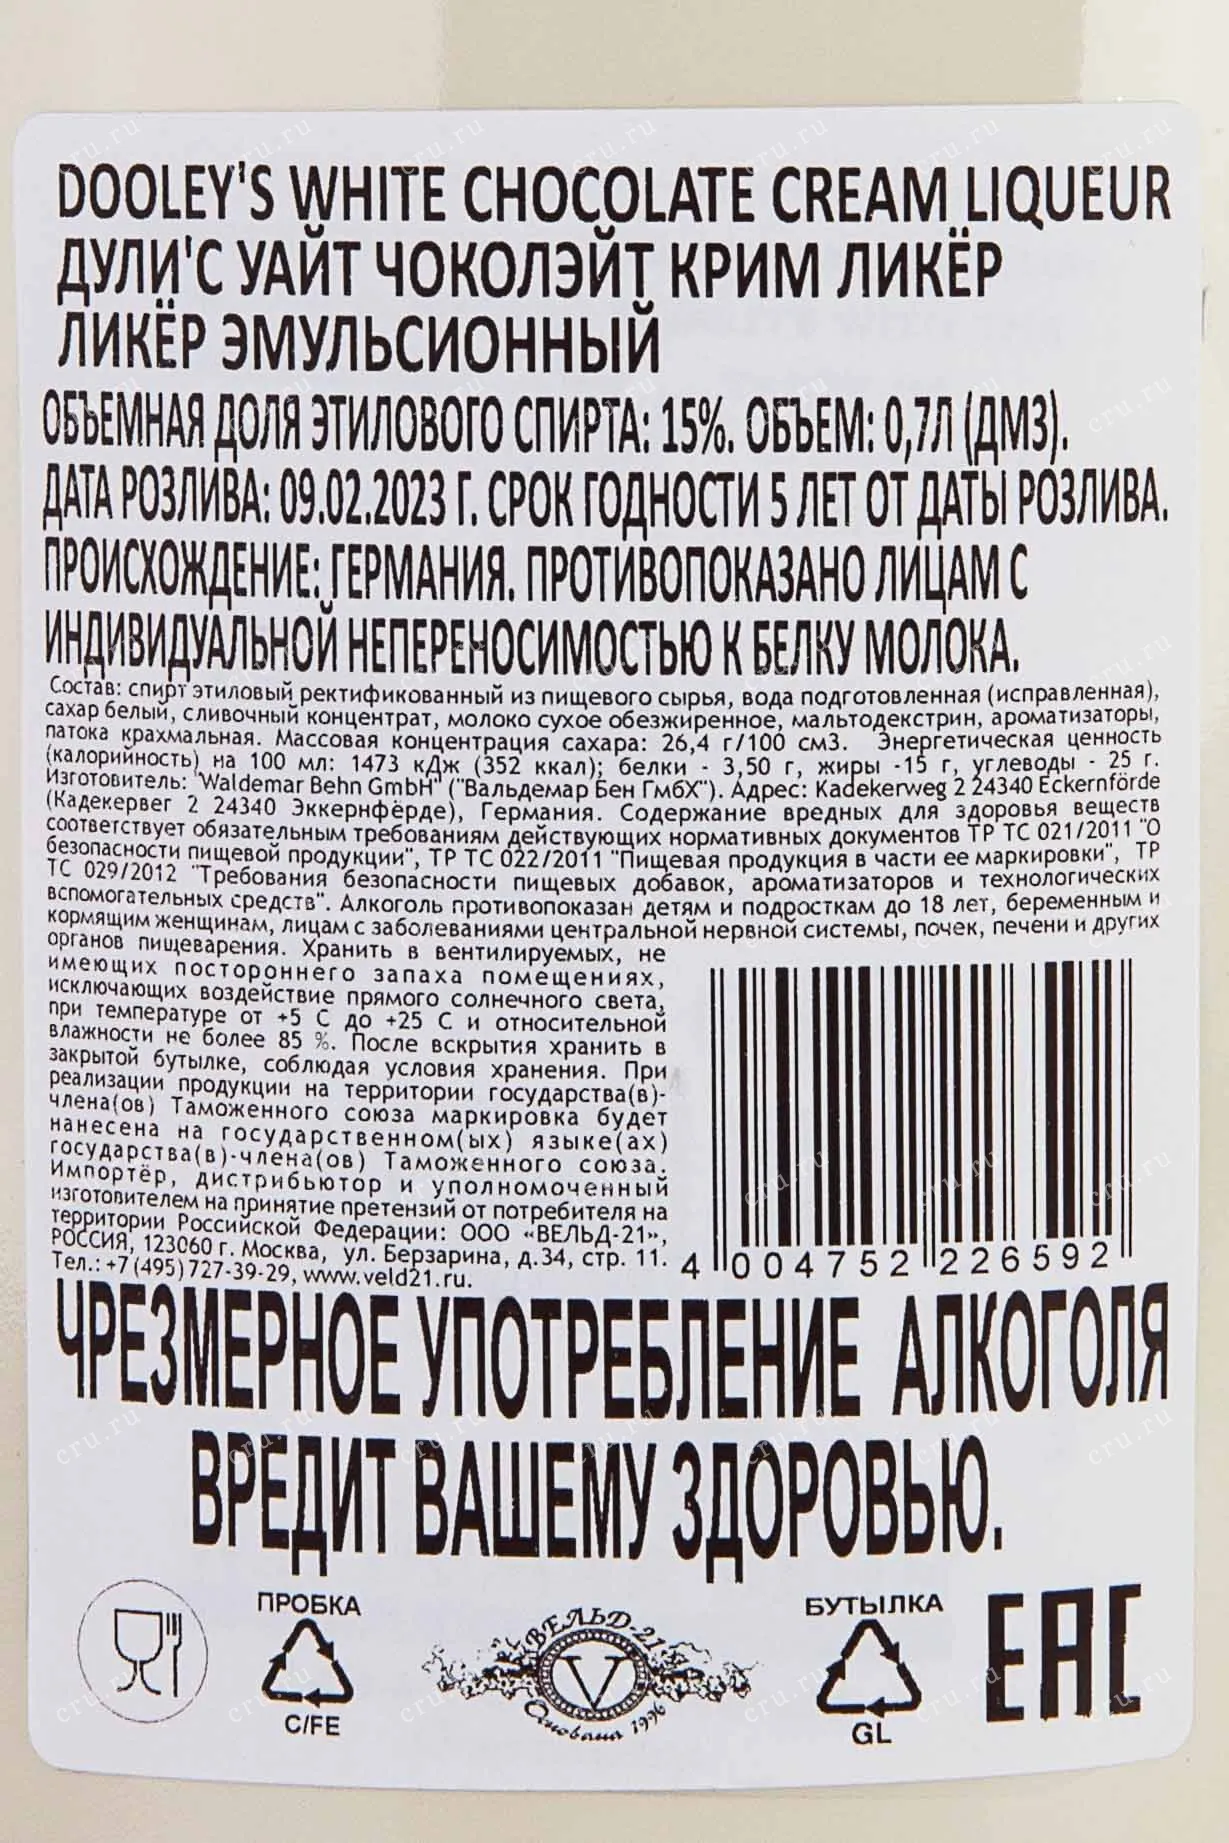 DOOLEY'S WHITE CHOCOLATE CREAM LIQUEUR
ДУЛИ'С УАЙТ ЧОКОЛЭЙТ КРИМ ЛИКЁР
ЛИКЁР ЭМУЛЬСИОННЫЙ
ОБЪЕМНАЯ ДОЛЯ ЭТИЛОВОГО СПИРТА: 15%. ОБЪЕМ: 0,7Л (ДМ3).
ДАТА РОЗЛИВА: 09.02.2023 Г. СРОК ГОДНОСТИ 5 ЛЕТ ОТ ДАТЫ РОЗЛИВА.
ПРОИСХОЖДЕНИЕ: ГЕРМАНИЯ. ПРОТИВОПОКАЗАНО ЛИЦАМ С
ИНДИВИДУАЛЬНОЙ НЕПЕРЕНОСИМОСТЬЮ К БЕЛКУ МОЛОКА.
Состав: спирт этиловый ректификованный из пищевого сырья, вода подготовленная (исправленная),
сахар белый, сливочный концентрат, молоко сухое обезжиренное, мальтодекстрин, ароматизаторы,
патока крахмальная. Массовая концентрация сахара: 26,4 г/100 см3. Энергетическая ценность
(калорийность) на 100 мл: 1473 кДж (352 ккал); белки - 3,50 г, жиры -15 г, углеводы - 25 г.
Изготовитель: "Waldemar Behn GmbH" ("Вальдемар Бен ГмбХ"). Адрес: Kadekerweg 2 24340 Eckernförde
(Кадекервег 2 24340 Эккернфёрде), Германия. Содержание вредных для здоровья веществ
соответствует обязательным требованиям действующих нормативных документов ТР ТС 021/2011 "О
безопасности пищевой продукции", ТР ТС 022/2011 "Пищевая продукция в части ее маркировки", ТР
ТС 029/2012 "Требования безопасности пищевых добавок, ароматизаторов и технологических
вспомогательных средств". Алкоголь противопоказан детям и подросткам до 18 лет, беременным и
кормящим женщинам, лицам с заболеваниями центральной нервной системы, почек, печени и других
органов пищеварения. Хранить в вентилируемых, не
имеющих постороннего запаха помещениях,
исключающих воздействие прямого солнечного света,
при температуре от +5 С до +25 С и относительной
влажности не более 85 %. После вскрытия хранить в
закрытой бутылке, соблюдая условия хранения. При
реализации продукции на территории государства(в)-
члена(ов) Таможенного союза маркировка будет
нанесена на государственном(ых) языке(ах)
государства(в)-члена(ов) Таможенного союза.
Импортёр, дистрибьютор и уполномоченный
изготовителем на принятие претензий от потребителя на
территории Российской Федерации: ООО «ВЕЛЬД-21»,
РОССИЯ, 123060 г. Москва, ул. Берзарина, д.34, стр. 11.
Тел.: +7 (495) 727-39-29, www.veld21.ru.
4 004752 226592
ЧРЕЗМЕРНОЕ УПОТРЕБЛЕНИЕ АЛКОГОЛЯ
ВРЕДИТ ВАШЕМУ ЗДОРОВЬЮ.
ПРОБКА
C/FE
ВЕЛЬД-21
V
Основана 1996
БУТЫЛКА
GL
EAC
cru.ru